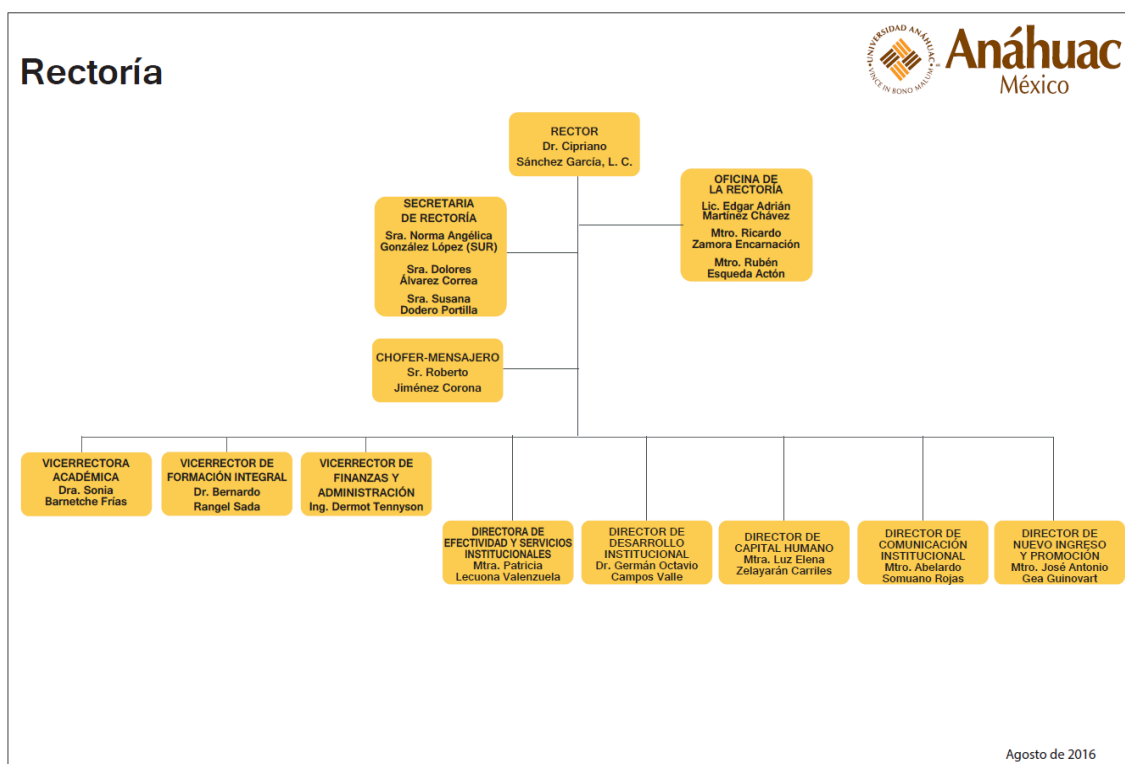 Rectoría
UNIVERSIDAD ANÁHUAC
VINCE IN BONO MALUM
Anáhuac
México
RECTOR
Dr. Cipriano
Sánchez García, L. C.
OFICINA DE
LA RECTORÍA
Lic. Edgar Adrián
Martínez Chávez
Mtro. Ricardo
Zamora Encarnación
Mtro. Rubén
Esqueda Actón
SECRETARIA
DE RECTORÍA
Sra. Norma Angélica
González López (SUR)
Sra. Dolores
Álvarez Correa
Sra. Susana
Dodero Portilla
CHOFER-MENSAJERO
Sr. Roberto
Jiménez Corona
VICERRECTORA
ACADÉMICA
Dra. Sonia
Barnetche Frías
VICERRECTOR DE
FORMACIÓN INTEGRAL
Dr. Bernardo
Rangel Sada
VICERRECTOR DE
FINANZAS Y
ADMINISTRACIÓN
Ing. Dermot Tennyson
DIRECTORA DE
EFECTIVIDAD Y SERVICIOS
INSTITUCIONALES
Mtra. Patricia
Lecuona Valenzuela
DIRECTOR DE
DESARROLLO
INSTITUCIONAL
Dr. Germán Octavio
Campos Valle
DIRECTOR DE
CAPITAL HUMANO
Mtra. Luz Elena
Zelayarán Carriles
DIRECTOR DE
COMUNICACIÓN
INSTITUCIONAL
Mtro. Abelardo
Somuano Rojas
DIRECTOR DE
NUEVO INGRESO
Y PROMOCIÓN
Mtro. José Antonio
Gea Guinovart
Agosto de 2016